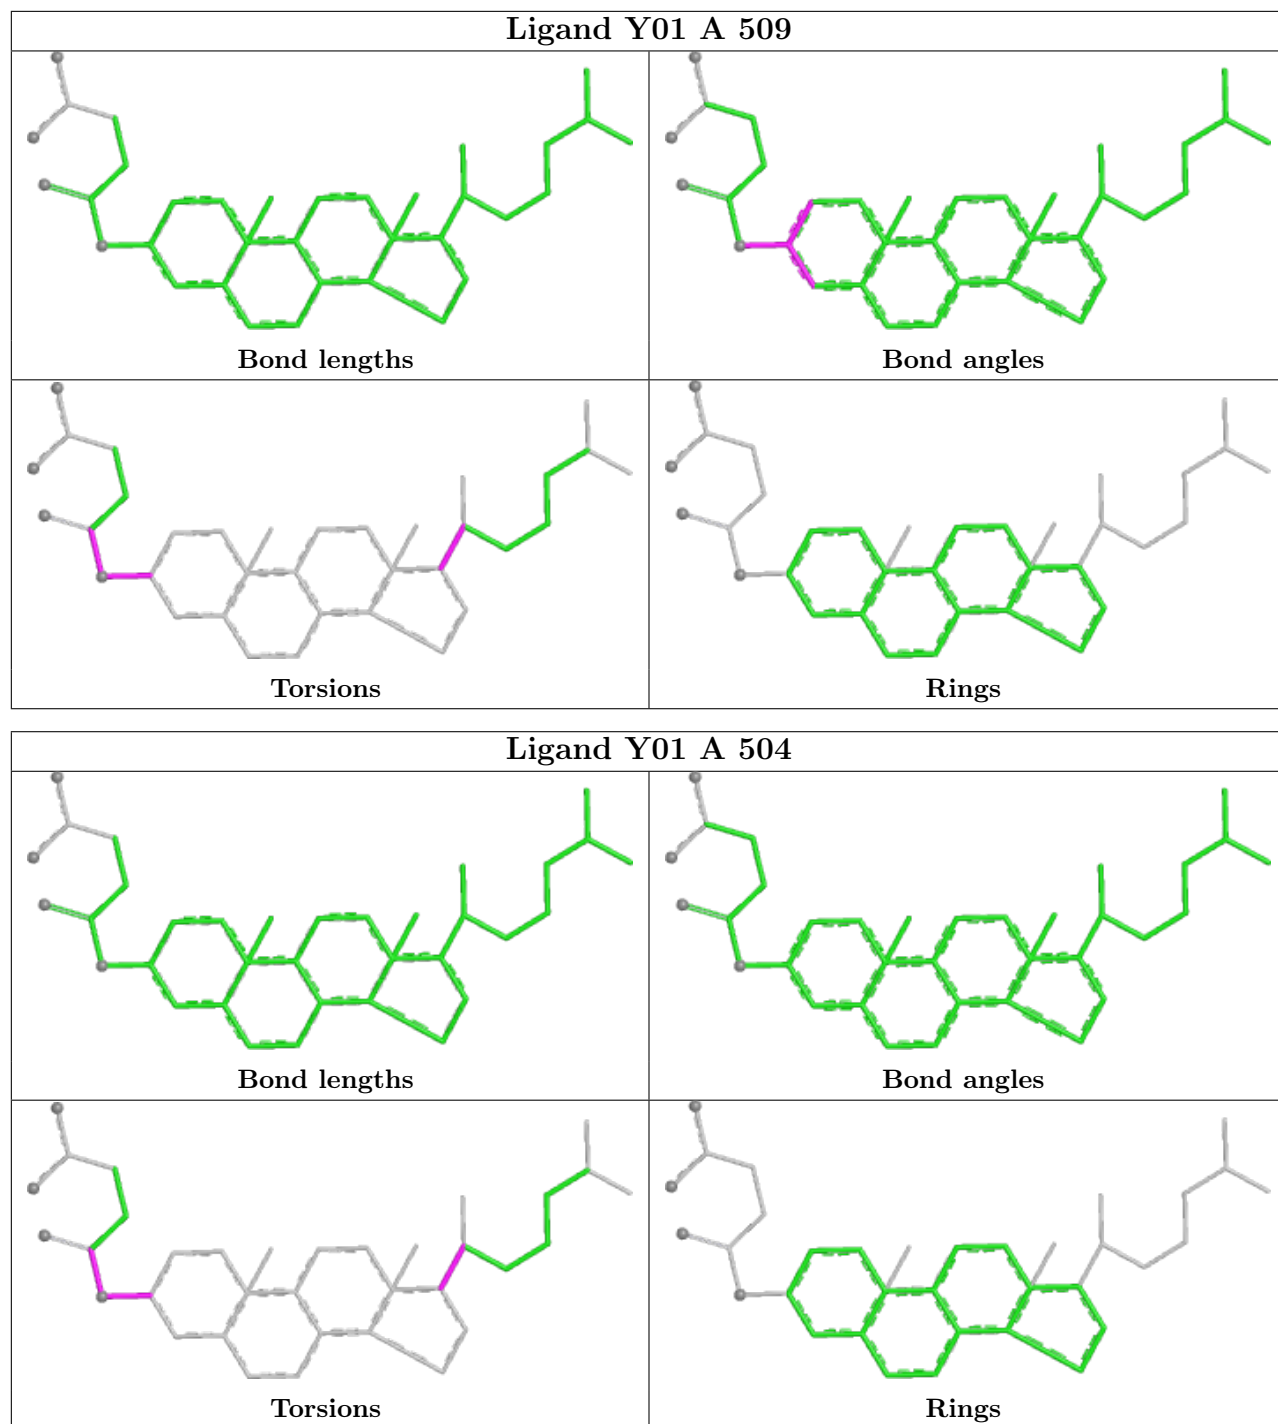 Ligand Y01 A 509
Bond lengths
Bond angles
Torsions
Rings
Ligand Y01 A 504
Bond lengths
Bond angles
Torsions
Rings